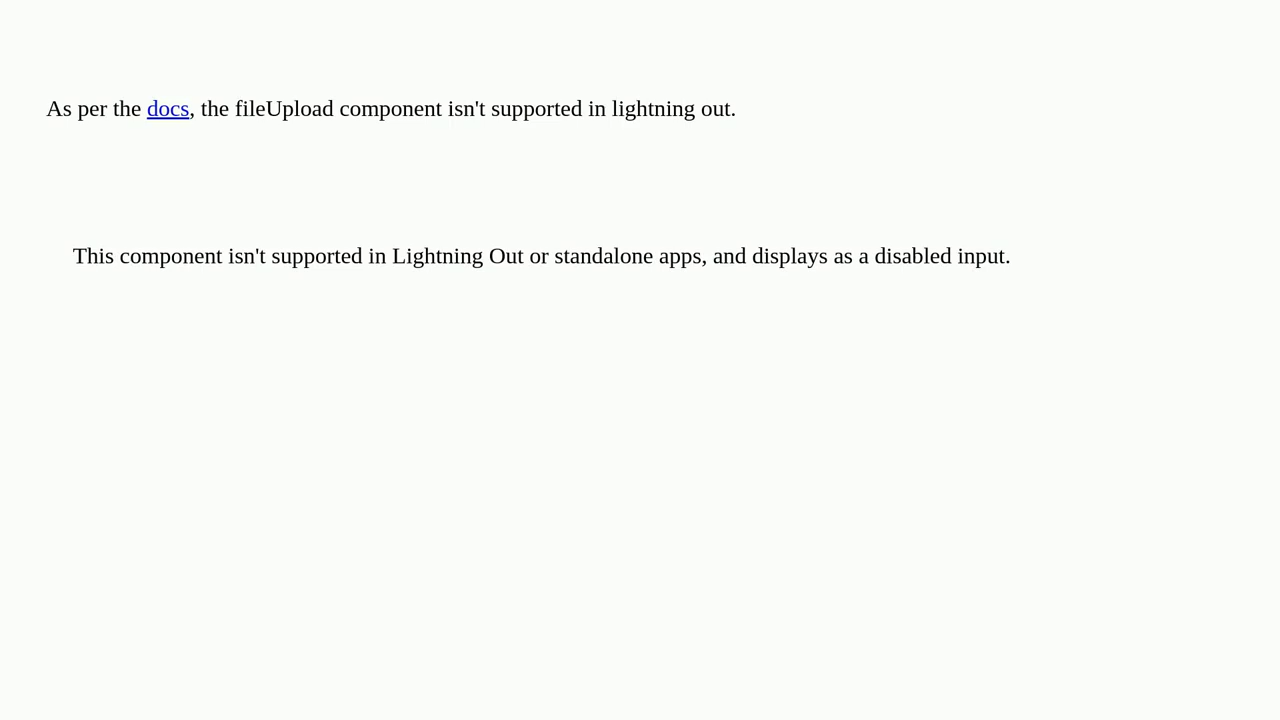 As per the docs, the fileUpload component isn't supported in lightning out.
This component isn't supported in Lightning Out or standalone apps, and displays as a disabled input.